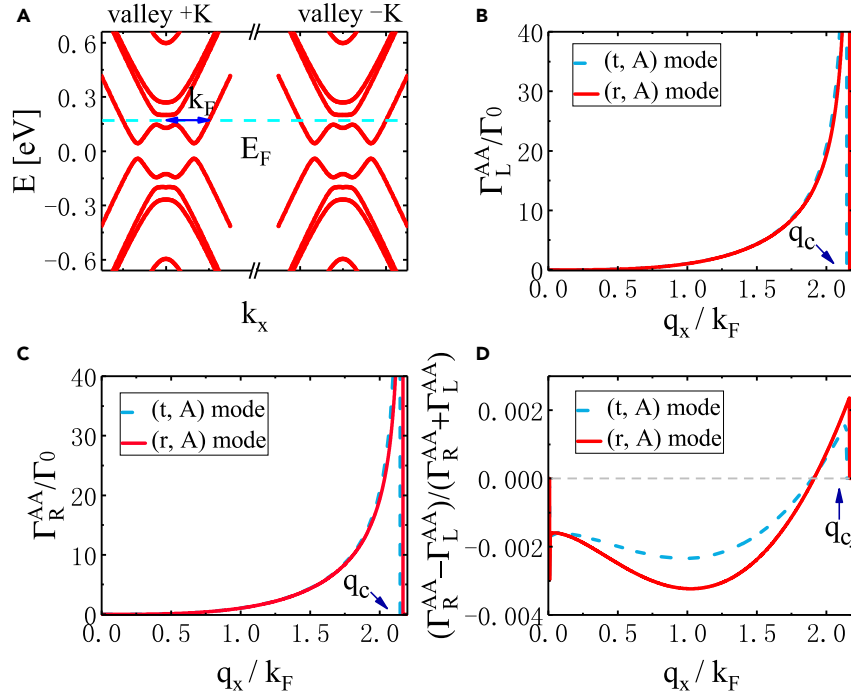 A
valley +K
valley −K
0.6
0.3
0.0
−0.3
−0.6
E [eV]
k_F
E_F
k_x
B
40
30
20
10
0
Γ_L^AA/Γ_0
(t, A) mode
(r, A) mode
q_c
0.0 0.5 1.0 1.5 2.0
q_x / k_F
C
40
30
20
10
0
Γ_R^AA/Γ_0
(t, A) mode
(r, A) mode
q_c
0.0 0.5 1.0 1.5 2.0
q_x / k_F
D
0.002
0.000
−0.002
−0.004
(Γ_R^AA−Γ_L^AA)/(Γ_R^AA+Γ_L^AA)
(t, A) mode
(r, A) mode
q_c
0.0 0.5 1.0 1.5 2.0
q_x / k_F